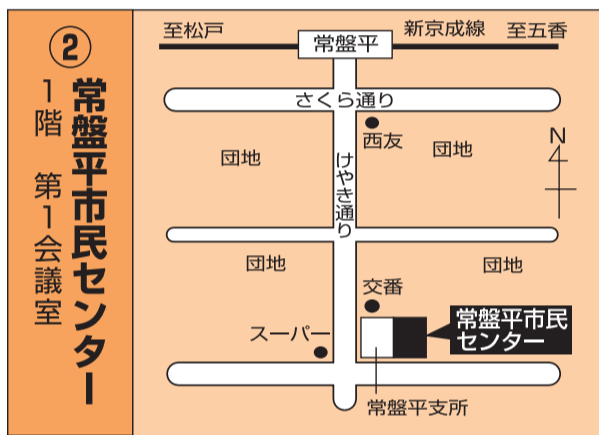 ②
常盤平市民センター
1階 第1会議室
至松戸
常盤平
新京成線
至五香
さくら通り
西友
団地
団地
N
けやき通り
団地
団地
交番
スーパー
常盤平市民
センター
常盤平支所